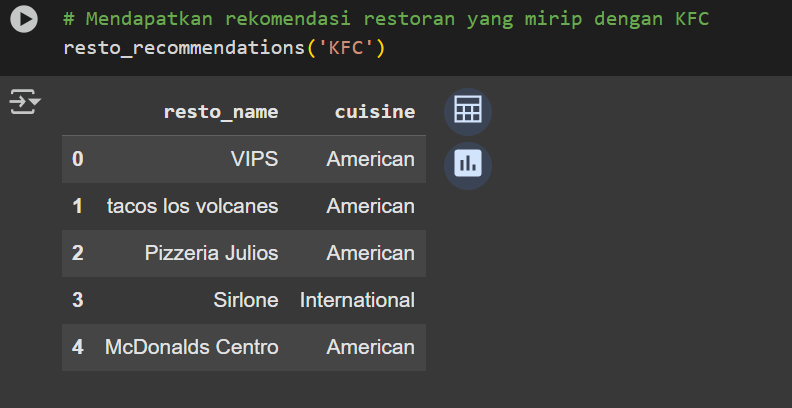 # Mendapatkan rekomendasi restoran yang mirip dengan KFC
resto_recommendations('KFC')
resto_name cuisine
0 VIPS American
1 tacos los volcanes American
2 Pizzeria Julios American
3 Sirlone International
4 McDonalds Centro American